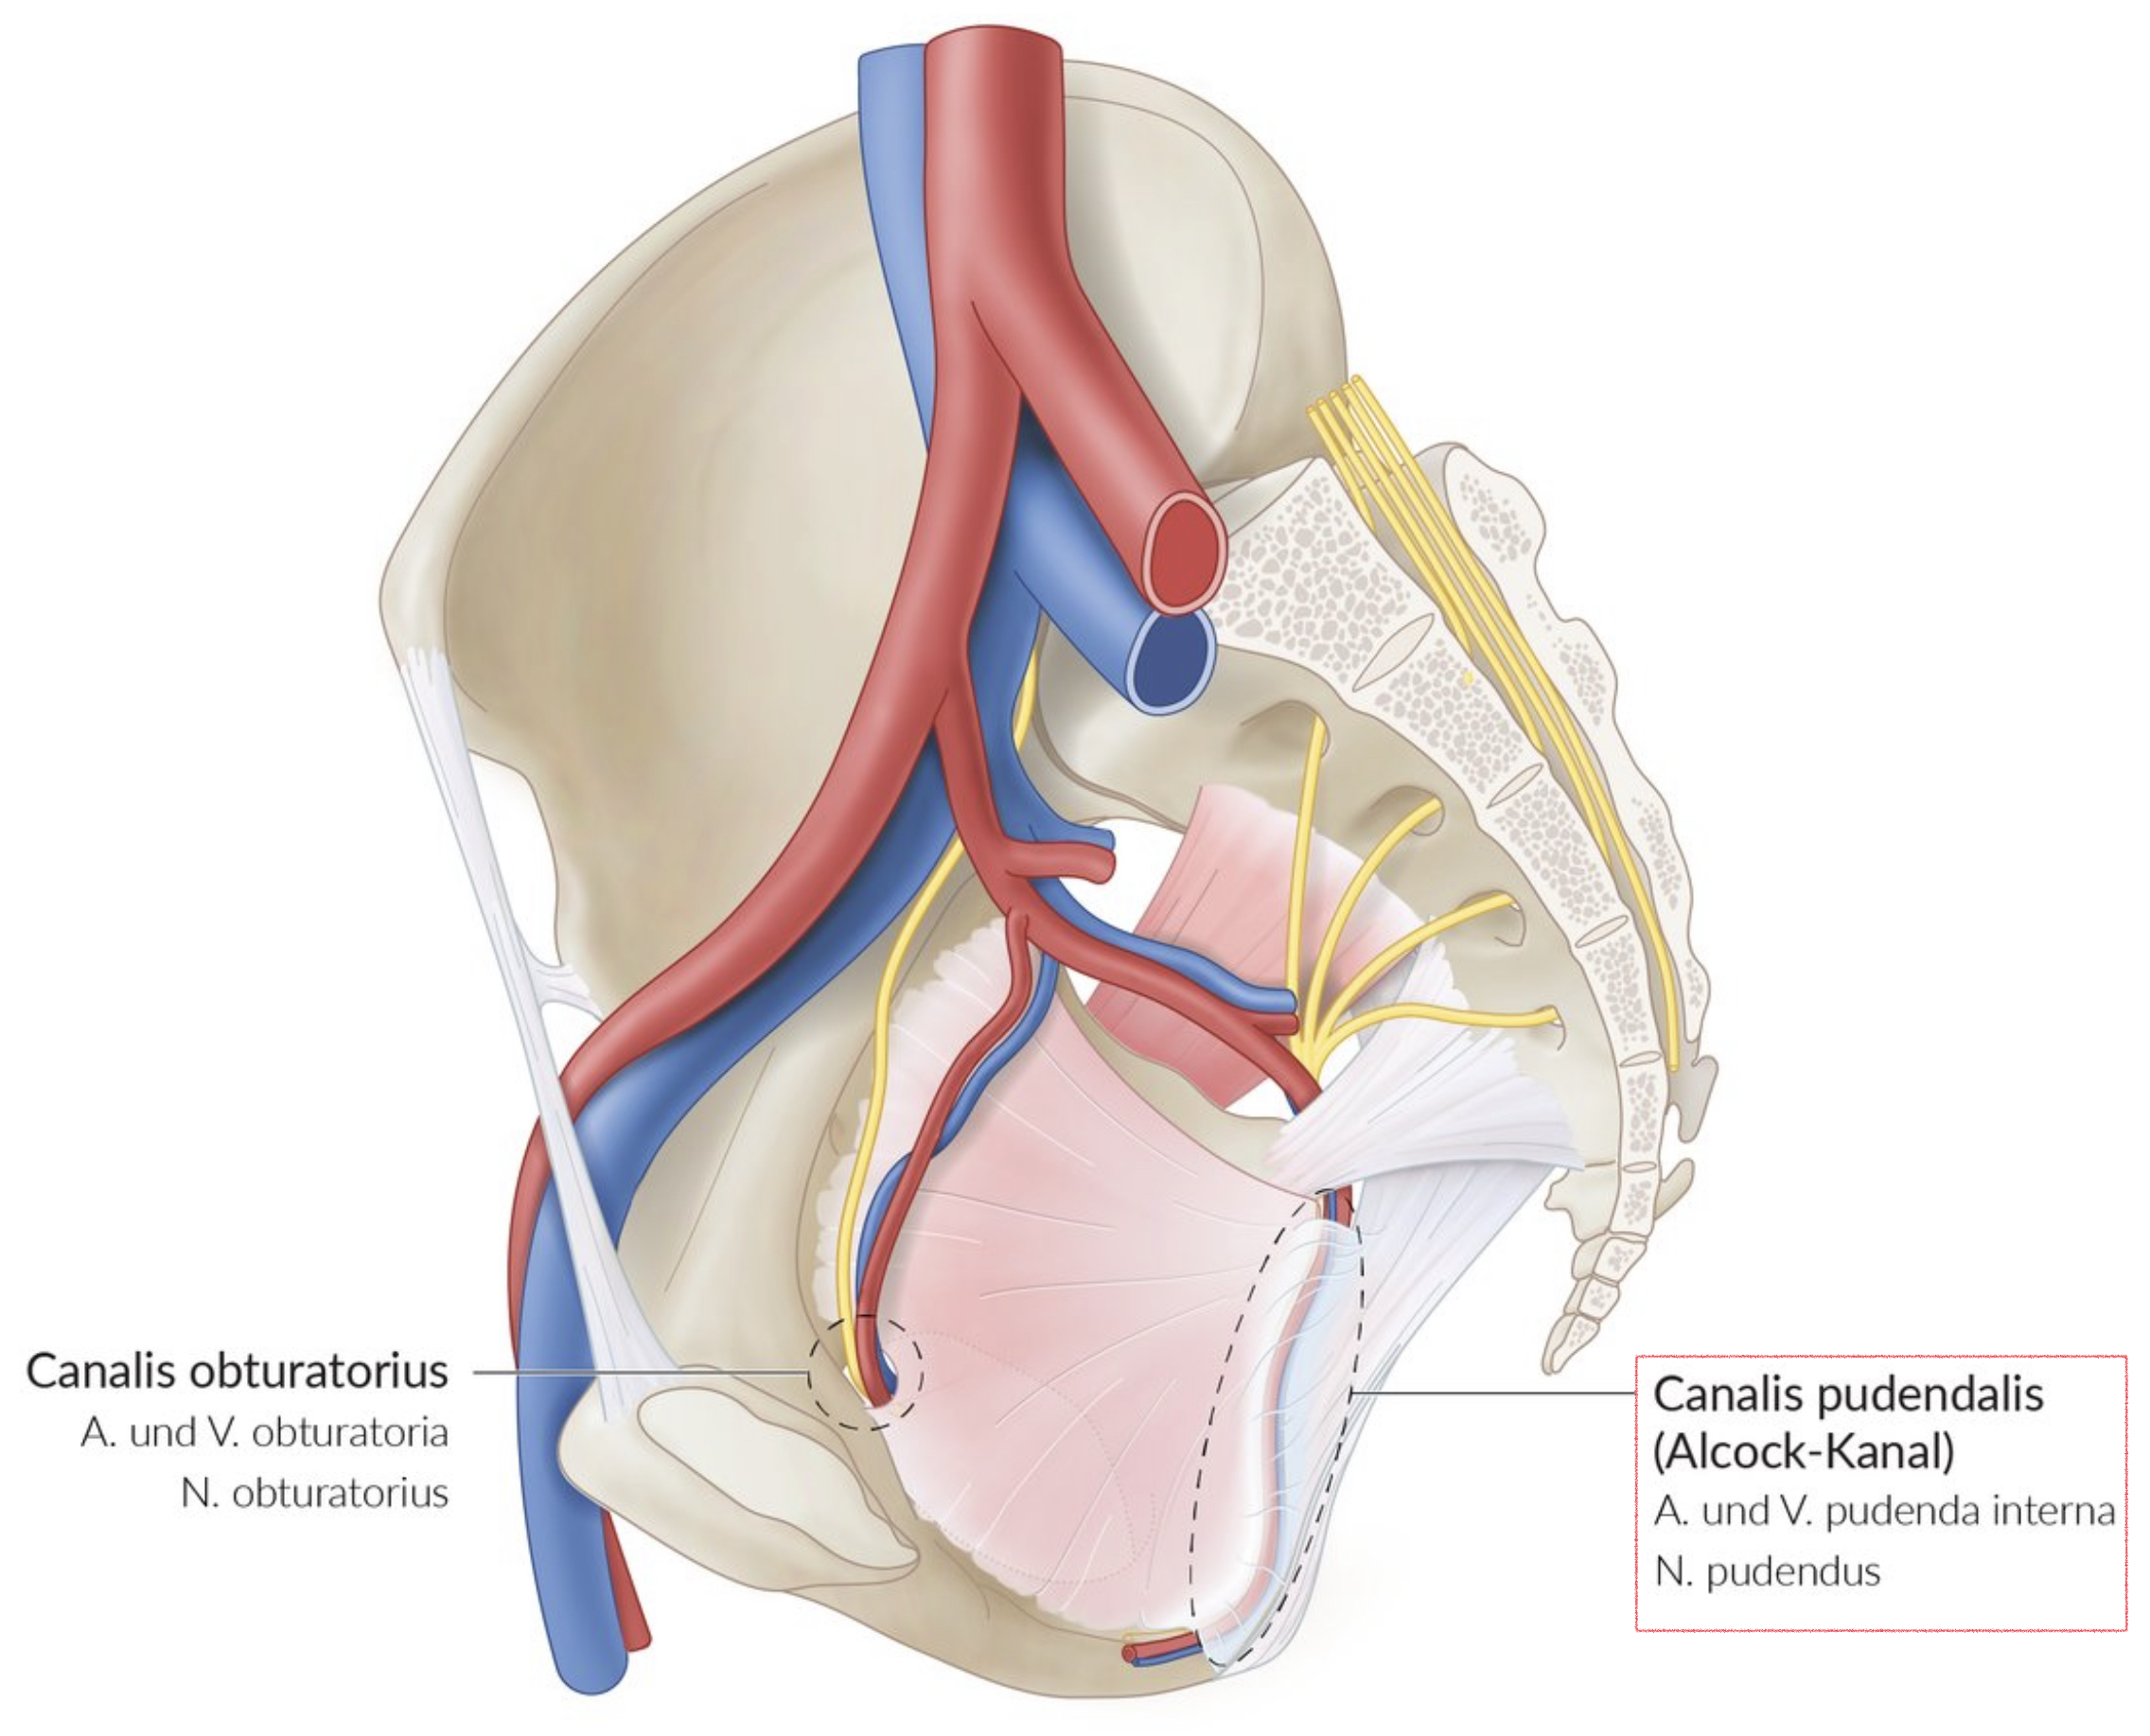 Canalis obturatorius
A. und V. obturatoria
N. obturatorius
Canalis pudendalis
(Alcock-Kanal)
A. und V. pudenda interna
N. pudendus